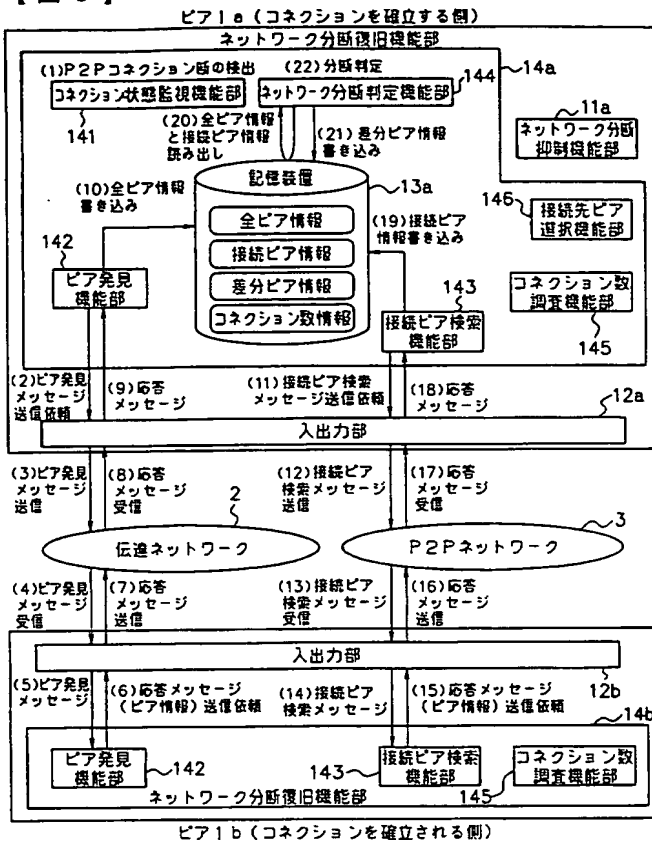 ピア1a(コネクションを確立する側)
ネットワーク分断復旧機能部
14a
(1)P2Pコネクション断の検出
コネクション状態監視機能部
141
(22)分断判定
ネットワーク分断判定機能部
144
11a
ネットワーク分断
抑制機能部
(20)全ピア情報
と接続ピア情報
読み出し
(21)差分ピア情報
書き込み
(10)全ピア情報
書き込み
記憶装置
13a
全ピア情報
接続ピア情報
差分ピア情報
コネクション数情報
(19)接続ピア
情報書き込み
146
接続先ピア
選択機能部
142
ピア発見
機能部
143
接続ピア検索
機能部
コネクション数
調査機能部
145
(2)ピア発見
メッセージ
送信依頼
(9)応答
メッセージ
(11)接続ピア検索
メッセージ送信依頼
(18)応答
メッセージ
12a
入出力部
(3)ピア発見
メッセージ
送信
(8)応答
メッセージ
受信
(12)接続ピア
検索メッセージ
送信
(17)応答
メッセージ
受信
2
伝達ネットワーク
3
P2Pネットワーク
(4)ピア発見
メッセージ
受信
(7)応答
メッセージ
送信
(13)接続ピア
検索メッセージ
受信
(16)応答
メッセージ
送信
入出力部
12b
(5)ピア発見
メッセージ
(6)応答メッセージ
(ピア情報)送信依頼
(14)接続ピア
検索メッセージ
(15)応答メッセージ
(ピア情報)送信依頼
14b
ピア発見
機能部
142
接続ピア検索
機能部
143
コネクション数
調査機能部
145
ネットワーク分断復旧機能部
ピア1b(コネクションを確立される側)